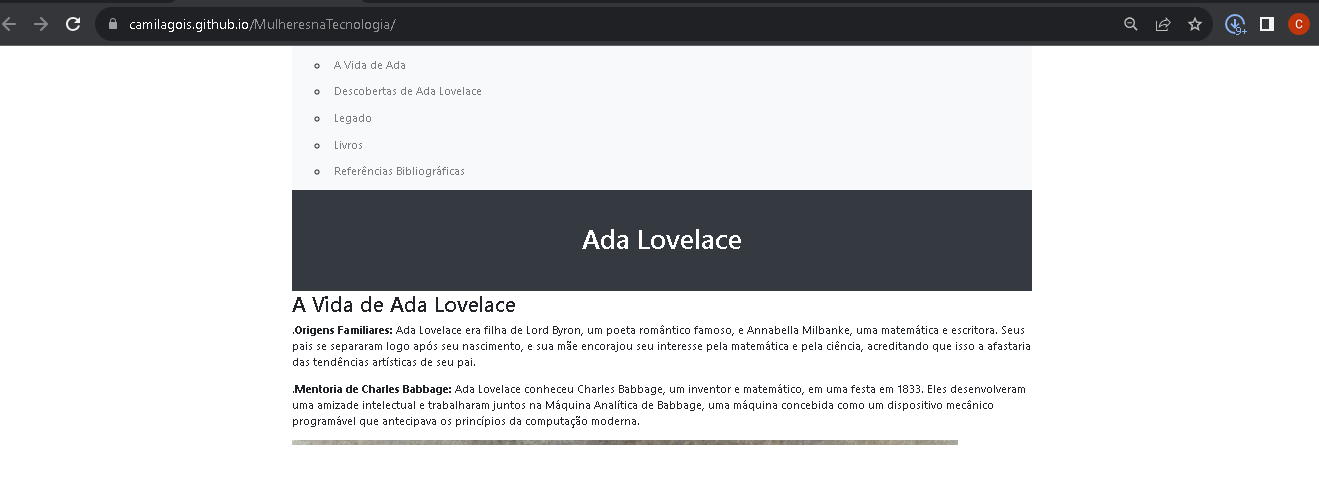 camilagois.github.io/MulheresnaTecnologia/
9+
C
A Vida de Ada
Descobertas de Ada Lovelace
Legado
Livros
Referências Bibliográficas
Ada Lovelace
A Vida de Ada Lovelace
.Origens Familiares: Ada Lovelace era filha de Lord Byron, um poeta romântico famoso, e Annabella Milbanke, uma matemática e escritora. Seus
pais se separaram logo após seu nascimento, e sua mãe encorajou seu interesse pela matemática e pela ciência, acreditando que isso a afastaria
das tendências artísticas de seu pai.
.Mentoria de Charles Babbage: Ada Lovelace conheceu Charles Babbage, um inventor e matemático, em uma festa em 1833. Eles desenvolveram
uma amizade intelectual e trabalharam juntos na Máquina Analítica de Babbage, uma máquina concebida como um dispositivo mecânico
programável que antecipava os princípios da computação moderna.